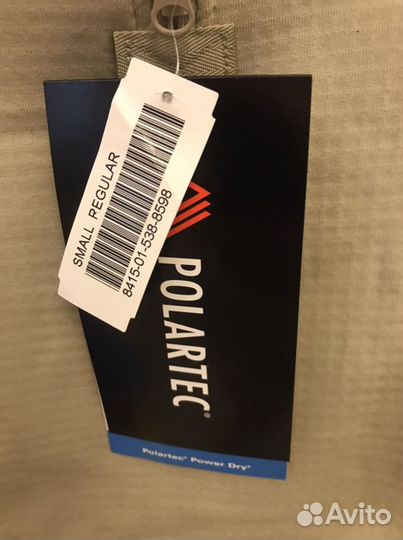 SMALL REGULAR
8415-01-538-8598
POLARTEC®
Polartec® Power Dry®
Avito